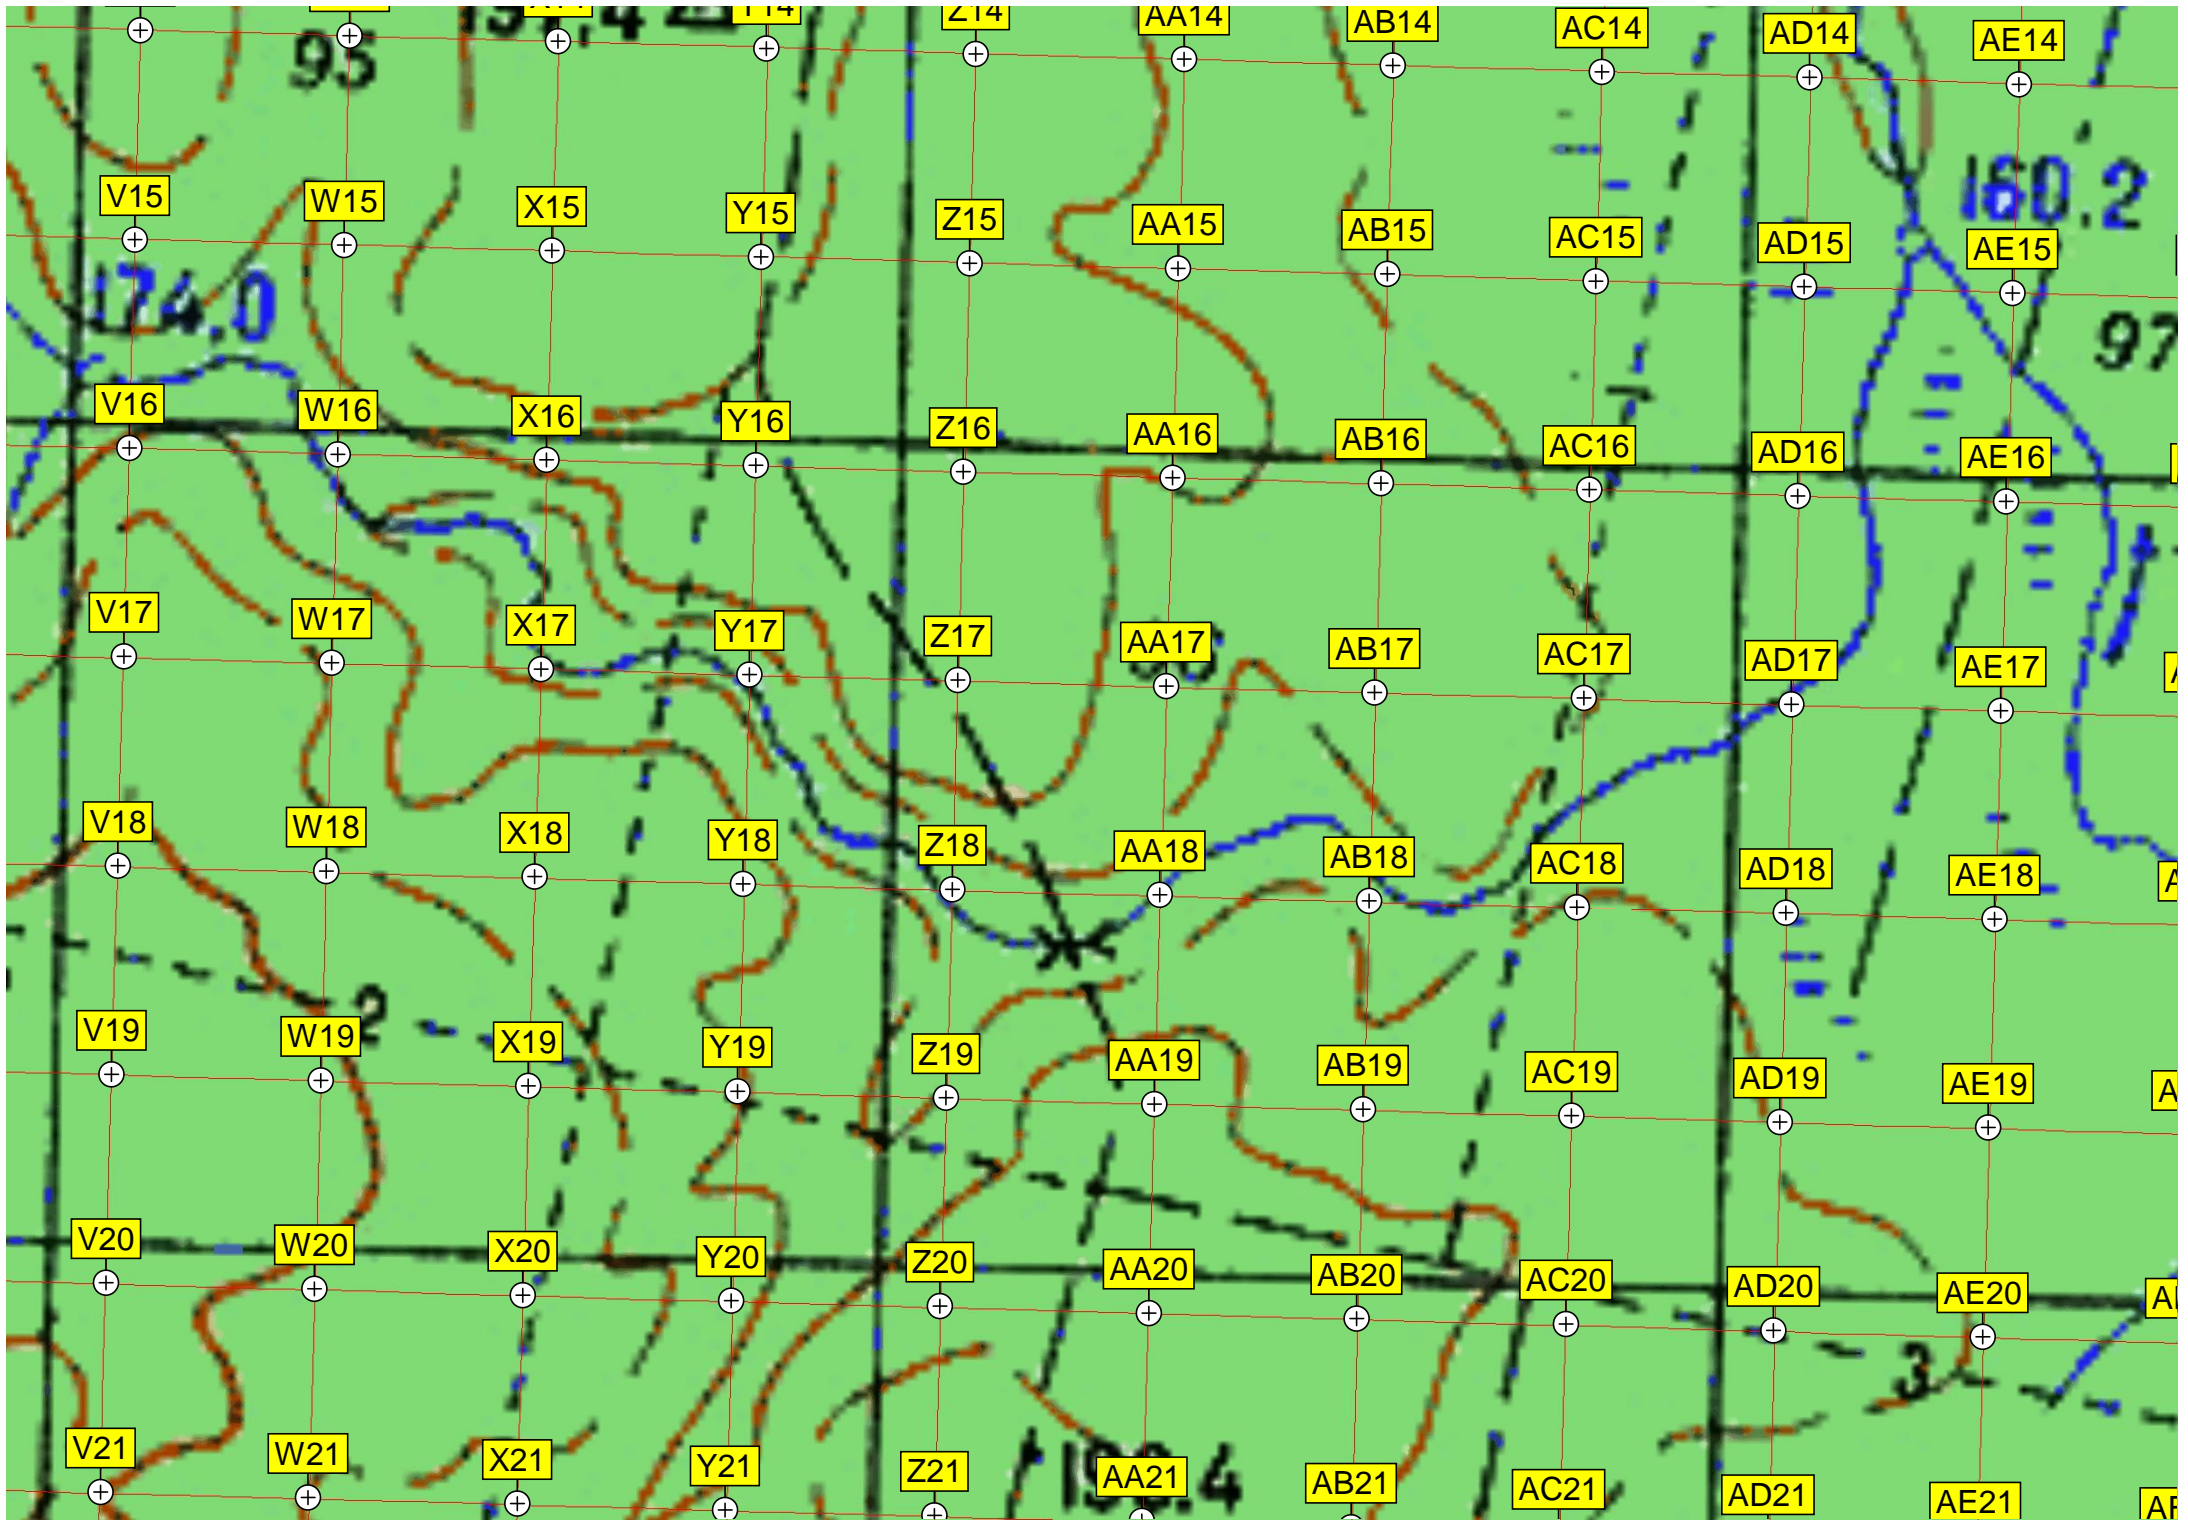 95
Z14 AA14 AB14 AC14 AD14 AE14
160.2
V15 W15 X15 Y15 Z15 AA15 AB15 AC15 AD15 AE15
174.0
97
V16 W16 X16 Y16 Z16 AA16 AB16 AC16 AD16 AE16
V17 W17 X17 Y17 Z17 AA17 AB17 AC17 AD17 AE17
V18 W18 X18 Y18 Z18 AA18 AB18 AC18 AD18 AE18
2
V19 W19 X19 Y19 Z19 AA19 AB19 AC19 AD19 AE19
V20 W20 X20 Y20 Z20 AA20 AB20 AC20 AD20 AE20
3
V21 W21 X21 Y21 Z21 AA21 AB21 AC21 AD21 AE21